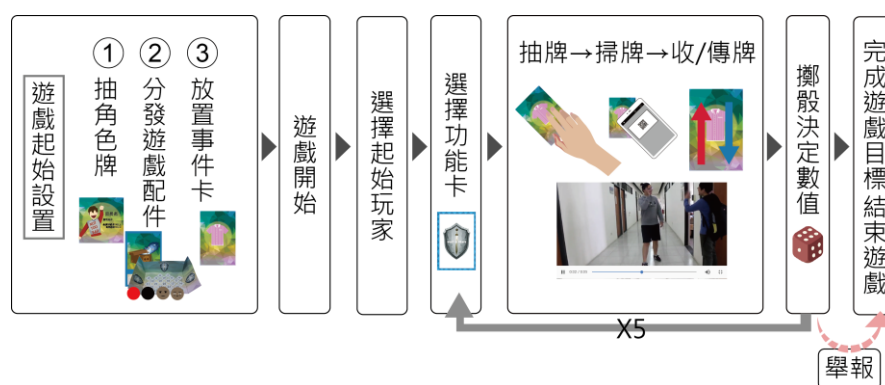 遊戲起始設置
① 抽角色牌
② 分發遊戲配件
③ 放置事件卡
遊戲開始
選擇起始玩家
選擇功能卡
抽牌→掃牌→收/傳牌
擲骰決定數值
完成遊戲目標結束遊戲
X5
舉報